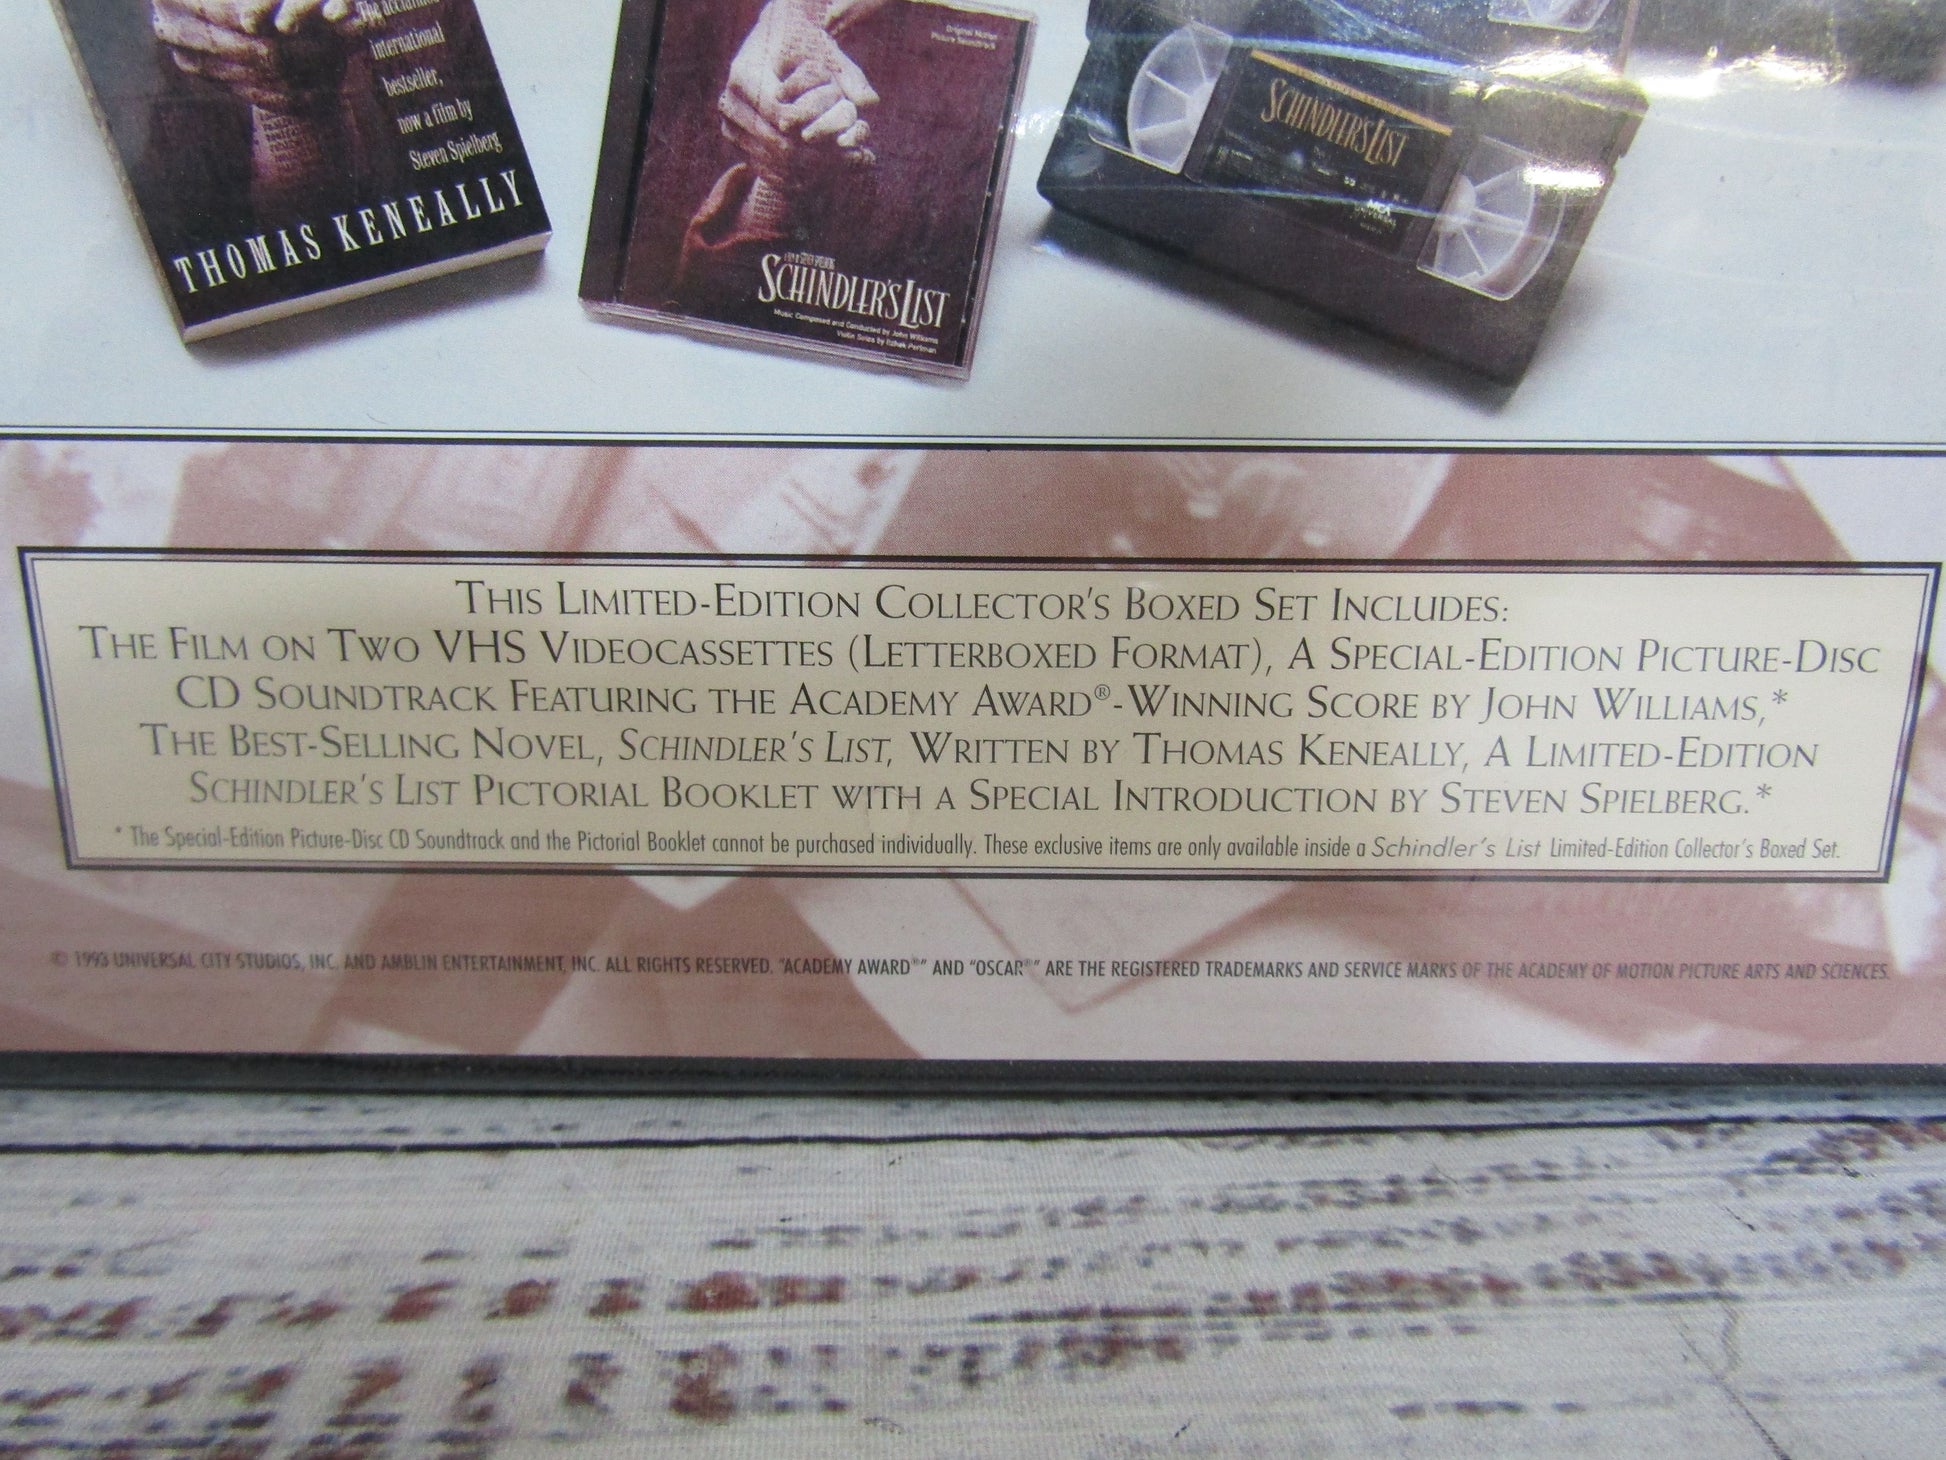 international
bestseller,
now a film by
Steven Spielberg
THOMAS KENEALLY
Original Motion
Picture Soundtrack
SCHINDLER'S LIST
Music Composed and Conducted by John Williams
Violin Solos by Itzhak Perlman
SCHINDLER'S LIST
MCA
UNIVERSAL
THIS LIMITED-EDITION COLLECTOR'S BOXED SET INCLUDES:
THE FILM ON TWO VHS VIDEOCASSETTES (LETTERBOXED FORMAT), A SPECIAL-EDITION PICTURE-DISC
CD SOUNDTRACK FEATURING THE ACADEMY AWARD®-WINNING SCORE BY JOHN WILLIAMS,*
THE BEST-SELLING NOVEL, SCHINDLER'S LIST, WRITTEN BY THOMAS KENEALLY, A LIMITED-EDITION
SCHINDLER'S LIST PICTORIAL BOOKLET WITH A SPECIAL INTRODUCTION BY STEVEN SPIELBERG.*
* The Special-Edition Picture-Disc CD Soundtrack and the Pictorial Booklet cannot be purchased individually. These exclusive items are only available inside a Schindler's List Limited-Edition Collector's Boxed Set.
© 1993 UNIVERSAL CITY STUDIOS, INC. AND AMBLIN ENTERTAINMENT, INC. ALL RIGHTS RESERVED. "ACADEMY AWARD®" AND "OSCAR®" ARE THE REGISTERED TRADEMARKS AND SERVICE MARKS OF THE ACADEMY OF MOTION PICTURE ARTS AND SCIENCES.